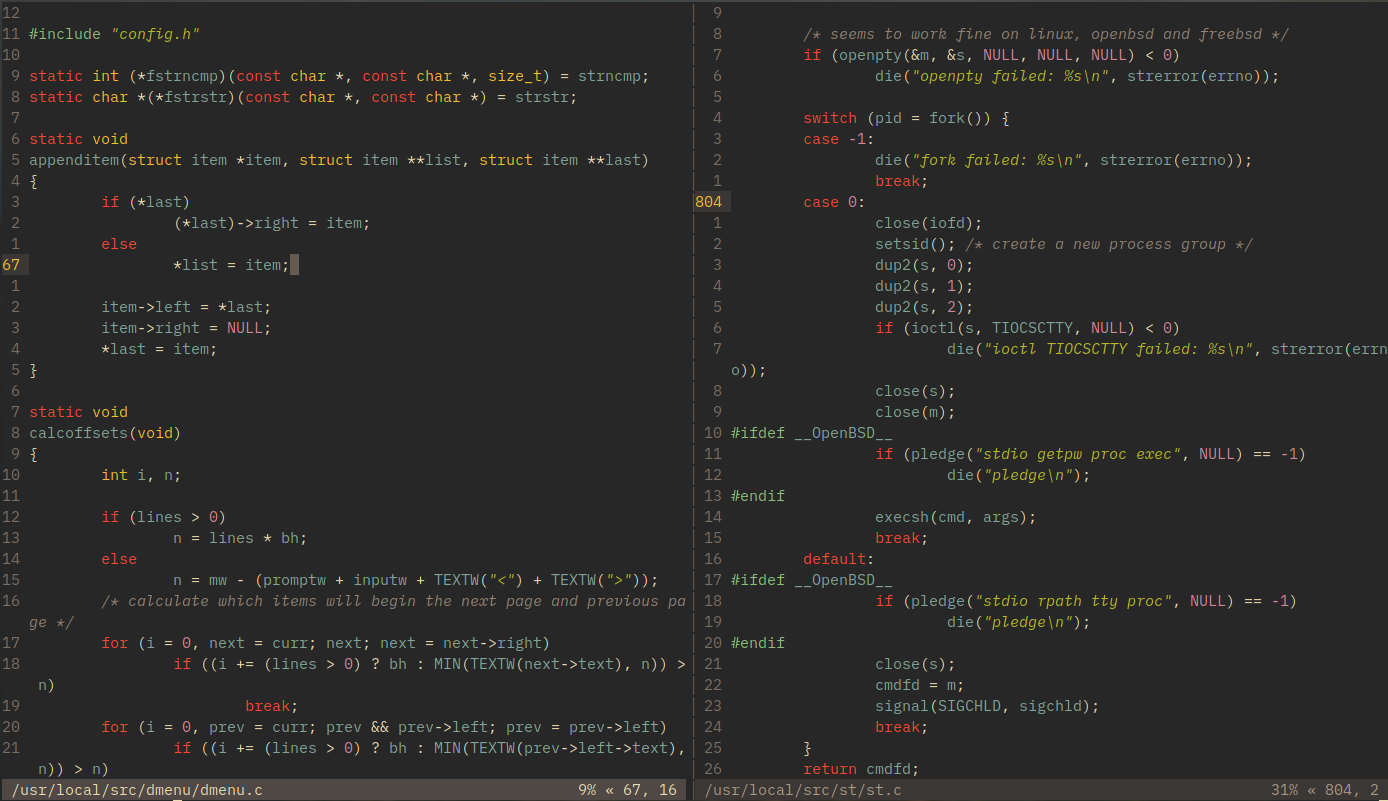 12
11 #include "config.h"
10
9 static int (*fstrncmp)(const char *, const char *, size_t) = strncmp;
8 static char *(*fstrstr)(const char *, const char *) = strstr;
7
6 static void
5 appenditem(struct item *item, struct item **list, struct item **last)
4 {
3         if (*last)
2                 (*last)->right = item;
1         else
67                 *list = item;
1
2         item->left = *last;
3         item->right = NULL;
4         *last = item;
5 }
6
7 static void
8 calcoffsets(void)
9 {
10         int i, n;
11
12         if (lines > 0)
13                 n = lines * bh;
14         else
15                 n = mw - (promptw + inputw + TEXTW("<") + TEXTW(">"));
16         /* calculate which items will begin the next page and previous pa
ge */
17         for (i = 0, next = curr; next; next = next->right)
18                 if ((i += (lines > 0) ? bh : MIN(TEXTW(next->text), n)) >
n)
19                         break;
20         for (i = 0, prev = curr; prev && prev->left; prev = prev->left)
21                 if ((i += (lines > 0) ? bh : MIN(TEXTW(prev->left->text),
n)) > n)
/usr/local/src/dmenu/dmenu.c 9% « 67, 16
9
8         /* seems to work fine on linux, openbsd and freebsd */
7         if (openpty(&m, &s, NULL, NULL, NULL) < 0)
6                 die("openpty failed: %s\n", strerror(errno));
5
4         switch (pid = fork()) {
3         case -1:
2                 die("fork failed: %s\n", strerror(errno));
1                 break;
804         case 0:
1                 close(iofd);
2                 setsid(); /* create a new process group */
3                 dup2(s, 0);
4                 dup2(s, 1);
5                 dup2(s, 2);
6                 if (ioctl(s, TIOCSCTTY, NULL) < 0)
7                         die("ioctl TIOCSCTTY failed: %s\n", strerror(errn
o));
8                 close(s);
9                 close(m);
10 #ifdef __OpenBSD__
11                 if (pledge("stdio getpw proc exec", NULL) == -1)
12                         die("pledge\n");
13 #endif
14                 execsh(cmd, args);
15                 break;
16         default:
17 #ifdef __OpenBSD__
18                 if (pledge("stdio rpath tty proc", NULL) == -1)
19                         die("pledge\n");
20 #endif
21                 close(s);
22                 cmdfd = m;
23                 signal(SIGCHLD, sigchld);
24                 break;
25         }
26         return cmdfd;
/usr/local/src/st/st.c 31% « 804, 2